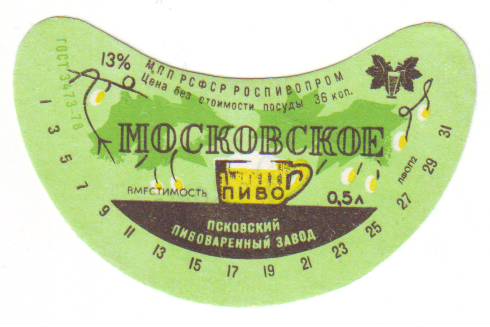 ГОСТ 3473-78
13%
МПП РСФСР РОСПИВОПРОМ
Цена без стоимости посуды 36 коп.
МОСКОВСКОЕ
ВМЕСТИМОСТЬ
ПИВО
0,5л
ПСКОВСКИЙ
ПИВОВАРЕННЫЙ ЗАВОД
1 3 5 7 9 11 13 15 17 19 21 23 25 27 29 31